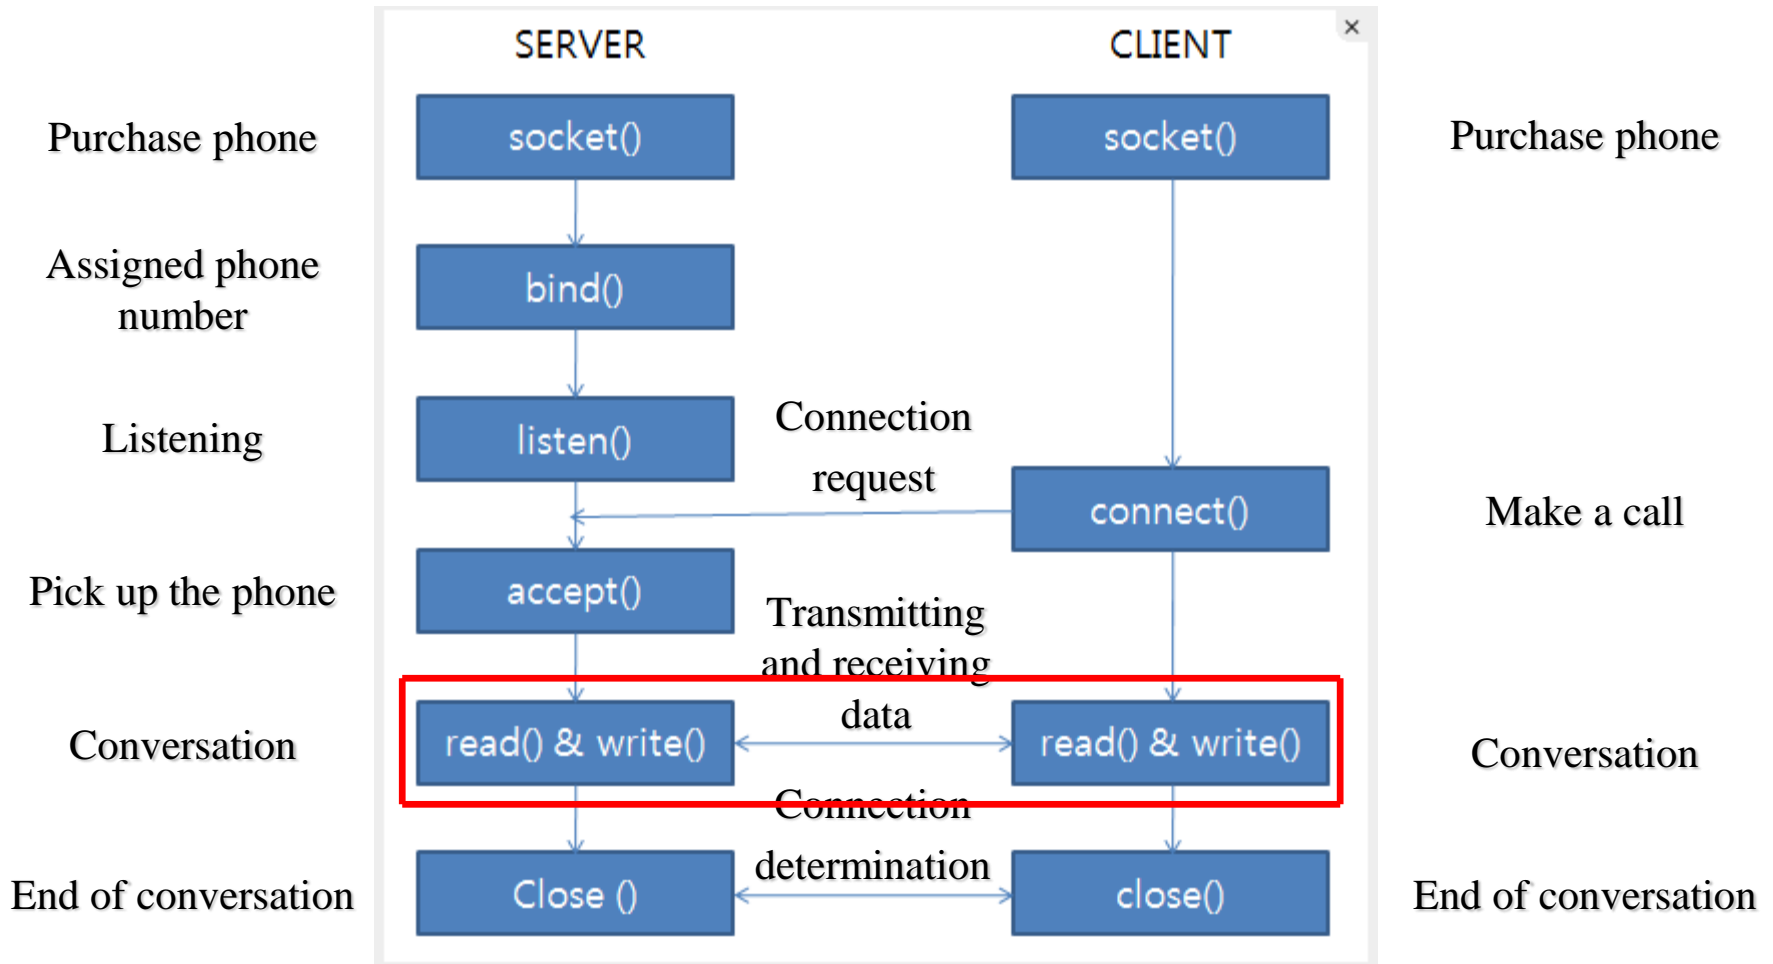 SERVER
CLIENT
Purchase phone
socket()
socket()
Purchase phone
Assigned phone
number
bind()
Listening
listen()
Connection
request
connect()
Make a call
Pick up the phone
accept()
Transmitting
and receiving
data
Conversation
read() & write()
read() & write()
Conversation
Connection
determination
End of conversation
Close ()
close()
End of conversation